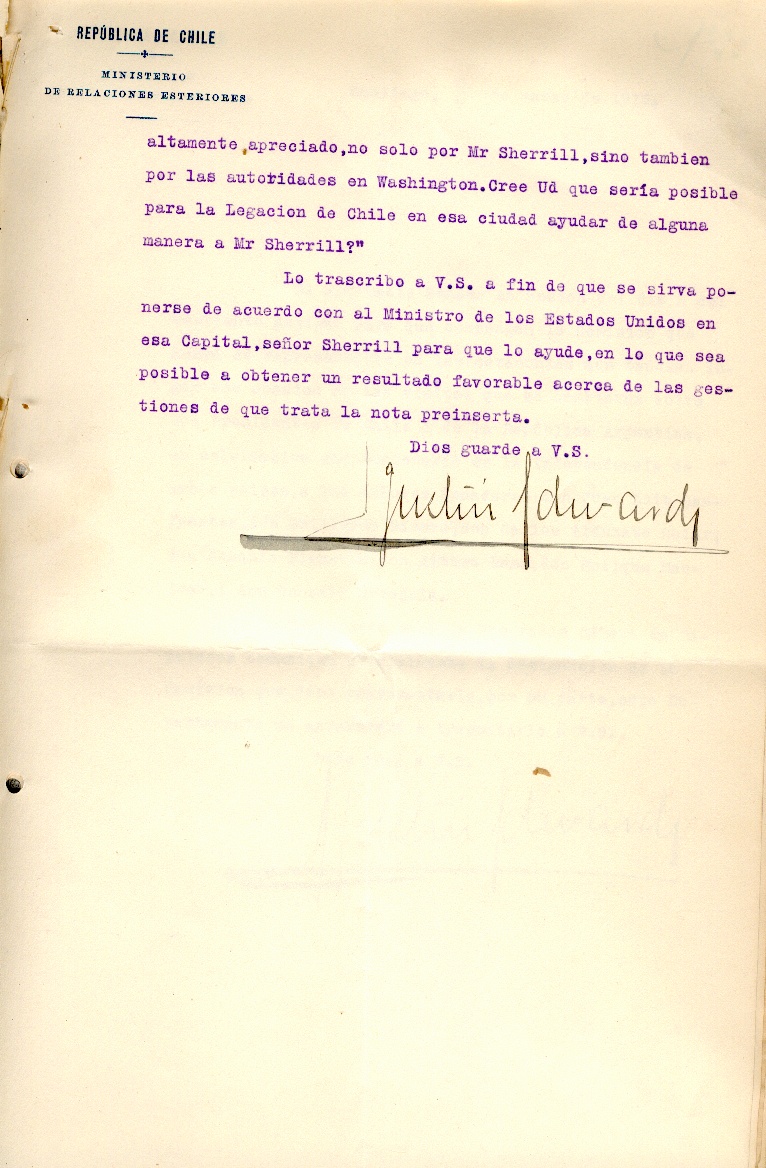 REPÚBLICA DE CHILE
MINISTERIO
DE RELACIONES ESTERIORES
altamente apreciado,no solo por Mr Sherrill,sino tambien
por las autoridades en Washington.Cree Ud que sería posible
para la Legacion de Chile en esa ciudad ayudar de alguna
manera a Mr Sherrill?"
Lo trascribo a V.S. a fin de que se sirva po-
nerse de acuerdo con al Ministro de los Estados Unidos en
esa Capital,señor Sherrill para que lo ayude,en lo que sea
posible a obtener un resultado favorable acerca de las ges-
tiones de que trata la nota preinserta.
Dios guarde a V.S.
Agustin Edwards